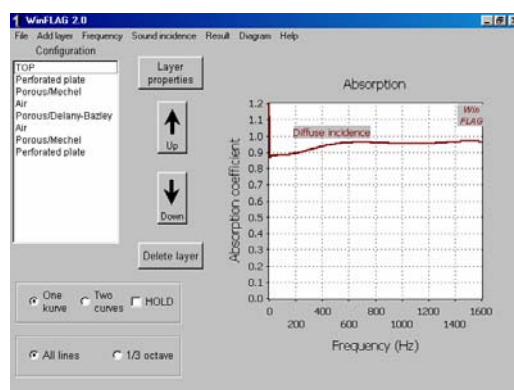 WinFLAG 2.0
File Add layer Frequency Sound incidence Result Diagram Help
Configuration
TOP
Perforated plate
Porous/Mechel
Air
Porous/Delany-Bazley
Air
Porous/Mechel
Perforated plate
Layer
properties
Up
Down
Delete layer
One
kurve
Two
curves
HOLD
All lines
1/3 octave
Absorption
Win
FLAG
Diffuse incidence
Absorption coefficient
1.2
1.1
1.0
0.9
0.8
0.7
0.6
0.5
0.4
0.3
0.2
0.1
0.0
0 400 800 1200 1600
200 600 1000 1400
Frequency (Hz)